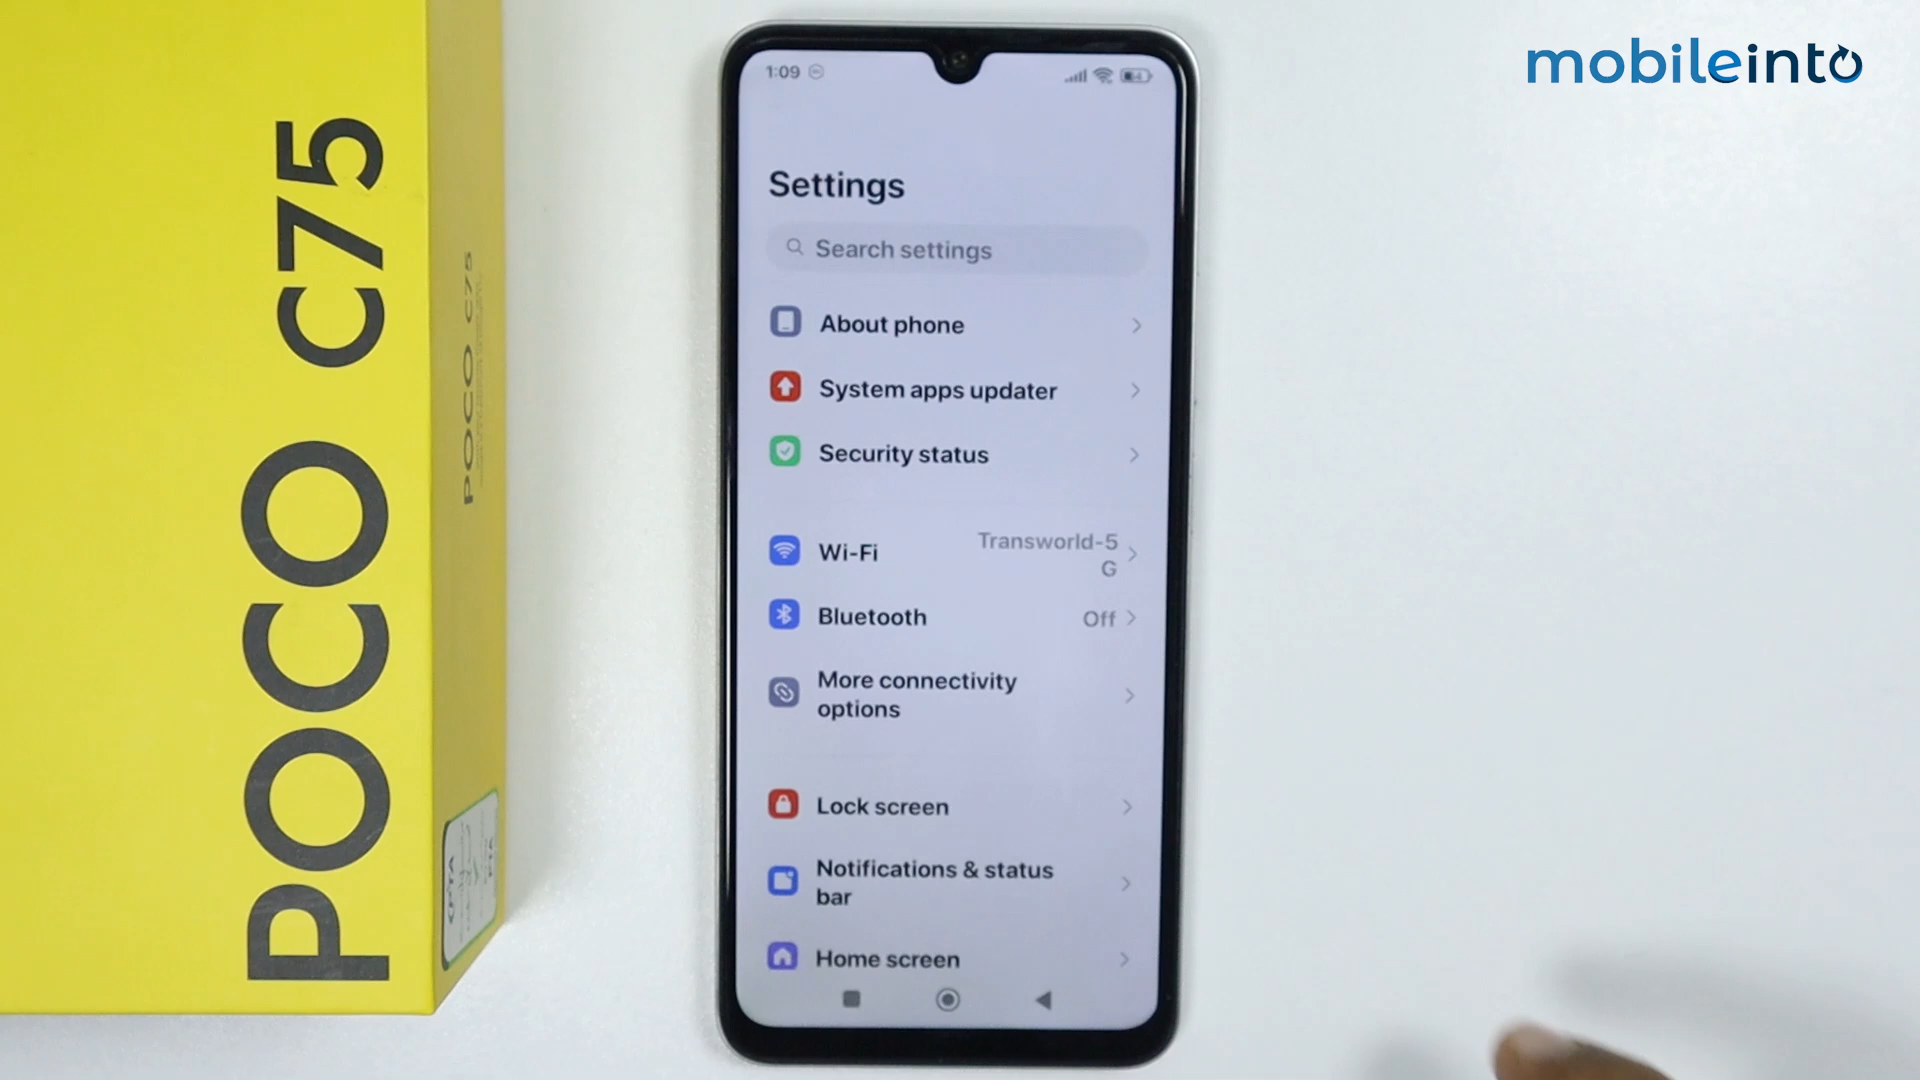 mobileinto
POCO C75
POCO C75
PTA
1:09
Settings
Search settings
About phone
System apps updater
Security status
Wi-Fi
Transworld-5
G
Bluetooth
Off
More connectivity
options
Lock screen
Notifications & status
bar
Home screen